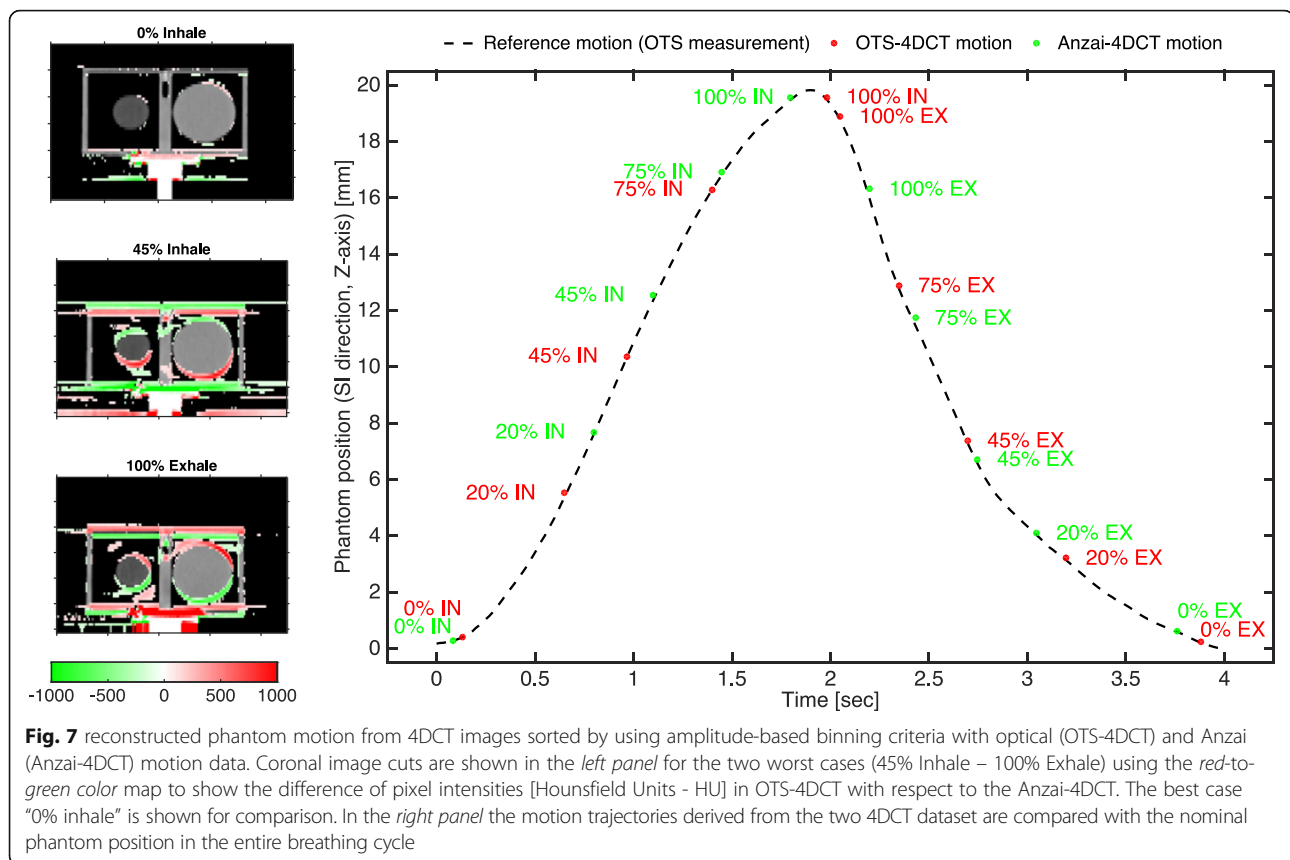 0% Inhale
45% Inhale
100% Exhale
-1000 -500 0 500 1000
Reference motion (OTS measurement) OTS-4DCT motion Anzai-4DCT motion
Phantom position (SI direction, Z-axis) [mm]
20
18
16
14
12
10
8
6
4
2
0
100% IN
100% IN
100% EX
75% IN
75% IN
100% EX
45% IN
75% EX
75% EX
45% IN
20% IN
45% EX
45% EX
20% IN
20% EX
20% EX
0% IN
0% IN
0% EX
0% EX
0 0.5 1 1.5 2 2.5 3 3.5 4
Time [sec]
Fig. 7 reconstructed phantom motion from 4DCT images sorted by using amplitude-based binning criteria with optical (OTS-4DCT) and Anzai
(Anzai-4DCT) motion data. Coronal image cuts are shown in the left panel for the two worst cases (45% Inhale – 100% Exhale) using the red-to-
green color map to show the difference of pixel intensities [Hounsfield Units - HU] in OTS-4DCT with respect to the Anzai-4DCT. The best case
"0% inhale" is shown for comparison. In the right panel the motion trajectories derived from the two 4DCT dataset are compared with the nominal
phantom position in the entire breathing cycle